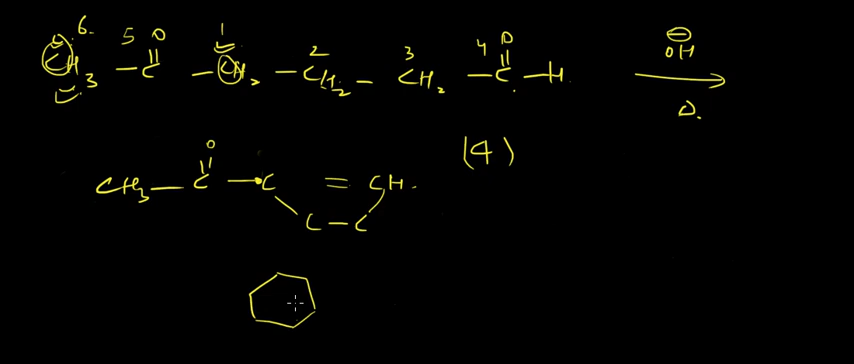 6 5 O 1 2 3 4 O ⊖
CH3 – C – CH2 – CH2 – CH2 – C – H OH
Δ.
O (4)
CH3 – C – C = CH.
C – C